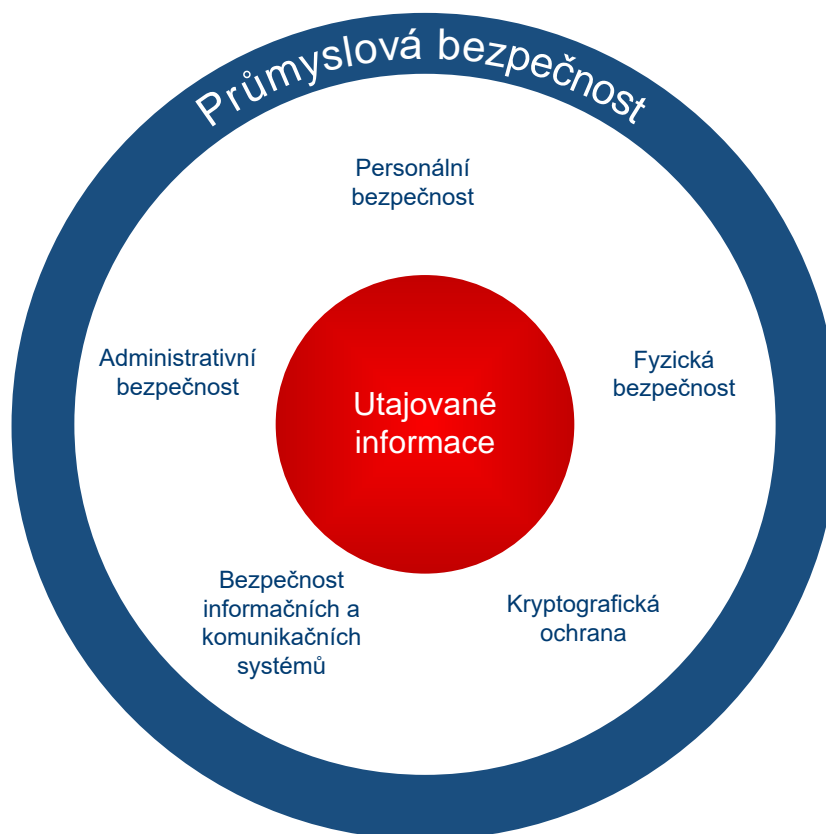 Průmyslová bezpečnost
Personální
bezpečnost
Administrativní
bezpečnost
Fyzická
bezpečnost
Utajované
informace
Bezpečnost
informačních a
komunikačních
systémů
Kryptografická
ochrana